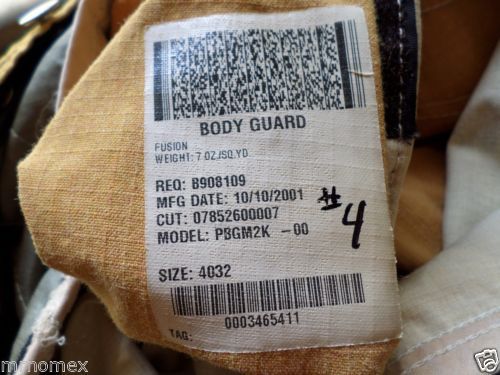 BODY GUARD
FUSION
WEIGHT: 7 OZ./SQ.YD
REQ: B908109
MFG DATE: 10/10/2001
CUT: 07852600007
MODEL: PBGM2K -00
#4
SIZE: 4032
0003465411
TAG:
mmomex
ebay